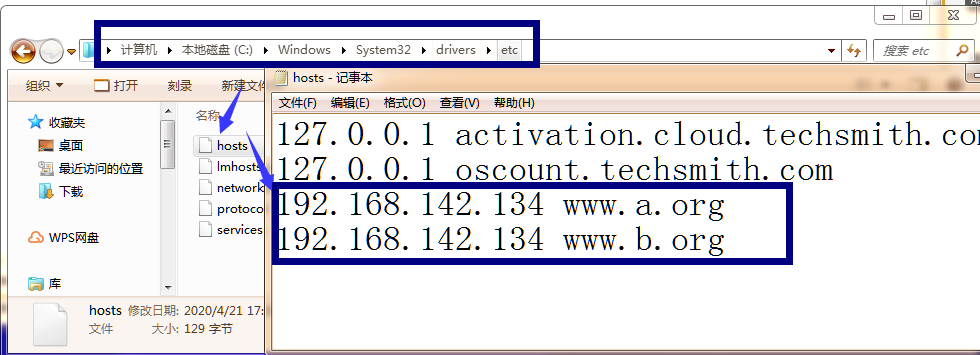 计算机 本地磁盘 (C:) Windows System32 drivers etc
搜索 etc
组织 打开 刻录 新建文件
hosts - 记事本
文件(F) 编辑(E) 格式(O) 查看(V) 帮助(H)
收藏夹
桌面
最近访问的位置
下载
WPS网盘
库
名称
hosts
lmhosts
network
protoco
services
127.0.0.1 activation.cloud.techsmith.co
127.0.0.1 oscount.techsmith.com
192.168.142.134 www.a.org
192.168.142.134 www.b.org
hosts 修改日期: 2020/4/21 17:
文件 大小: 129 字节